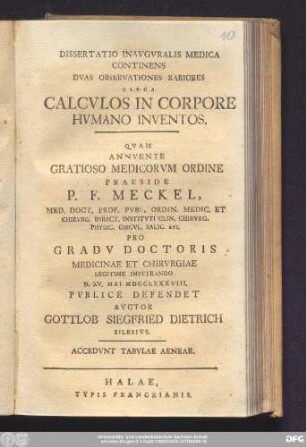 10
DISSERTATIO INAVGVRALIS MEDICA
CONTINENS
DVAS OBSERVATIONES RARIORES
CIRCA
CALCVLOS IN CORPORE
HVMANO INVENTOS.
QVAM
ANNVENTE
GRATIOSO MEDICORVM ORDINE
PRAESIDE
P. F. MECKEL,
MED. DOCT. PROF. PVBL. ORDIN. MEDIC. ET
CHIRVRG. DIRECT. INSTITVTI CLIN. CHIRVRG.
PHYSIC. CIRCVL. SALIC. etc.
PRO
GRADV DOCTORIS
MEDICINAE ET CHIRVRGIAE
LEGITIME IMPETRANDO
D. XV. MAI MDCCLXXXVIII,
PVBLICE DEFENDET
AVCTOR
GOTTLOB SIEGFRIED DIETRICH
SILESIVS.
ACCEDVNT TABVLAE AENEAE.
HALAE,
TYPIS FRANCKIANIS.